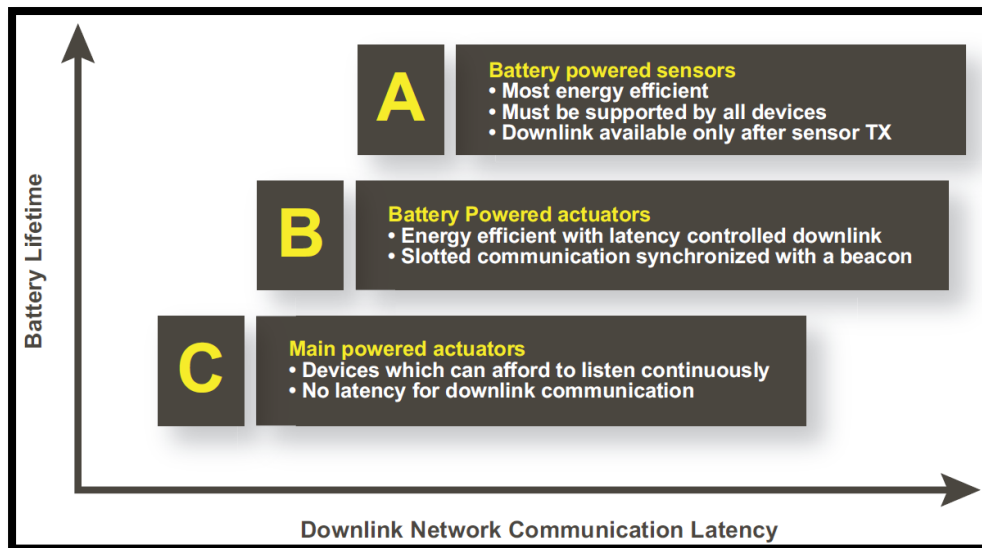 Battery Lifetime
A
Battery powered sensors
• Most energy efficient
• Must be supported by all devices
• Downlink available only after sensor TX
B
Battery Powered actuators
• Energy efficient with latency controlled downlink
• Slotted communication synchronized with a beacon
C
Main powered actuators
• Devices which can afford to listen continuously
• No latency for downlink communication
Downlink Network Communication Latency